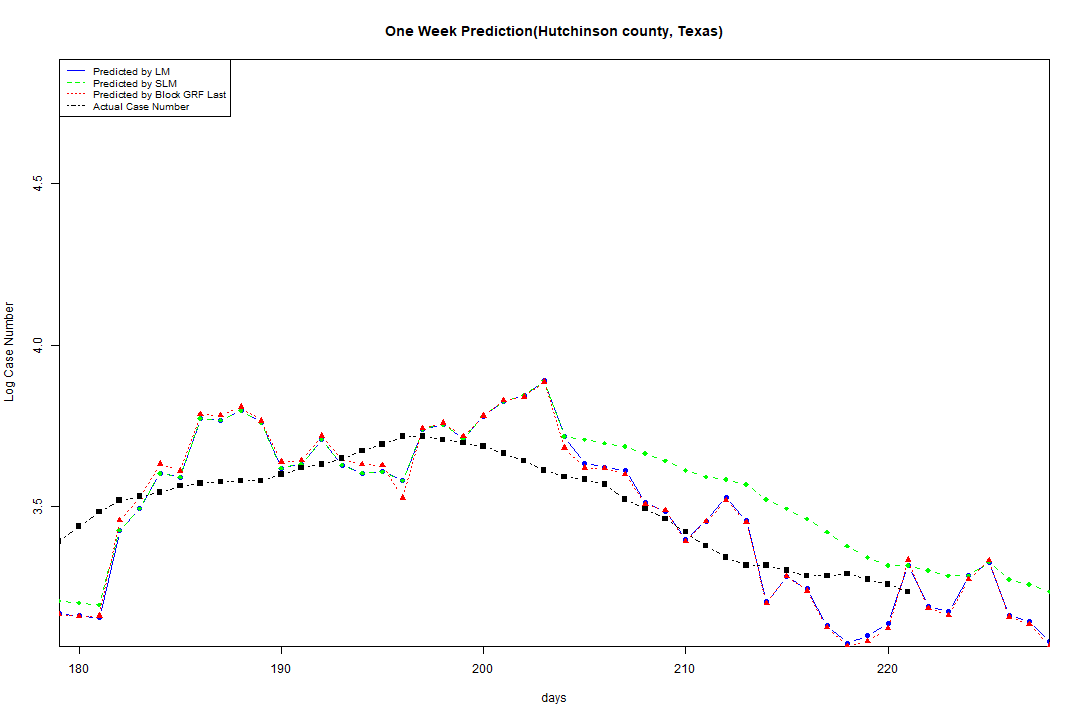 One Week Prediction(Hutchinson county, Texas)
Predicted by LM
Predicted by SLM
Predicted by Block GRF Last
Actual Case Number
4.5
4.0
3.5
Log Case Number
180 190 200 210 220
days